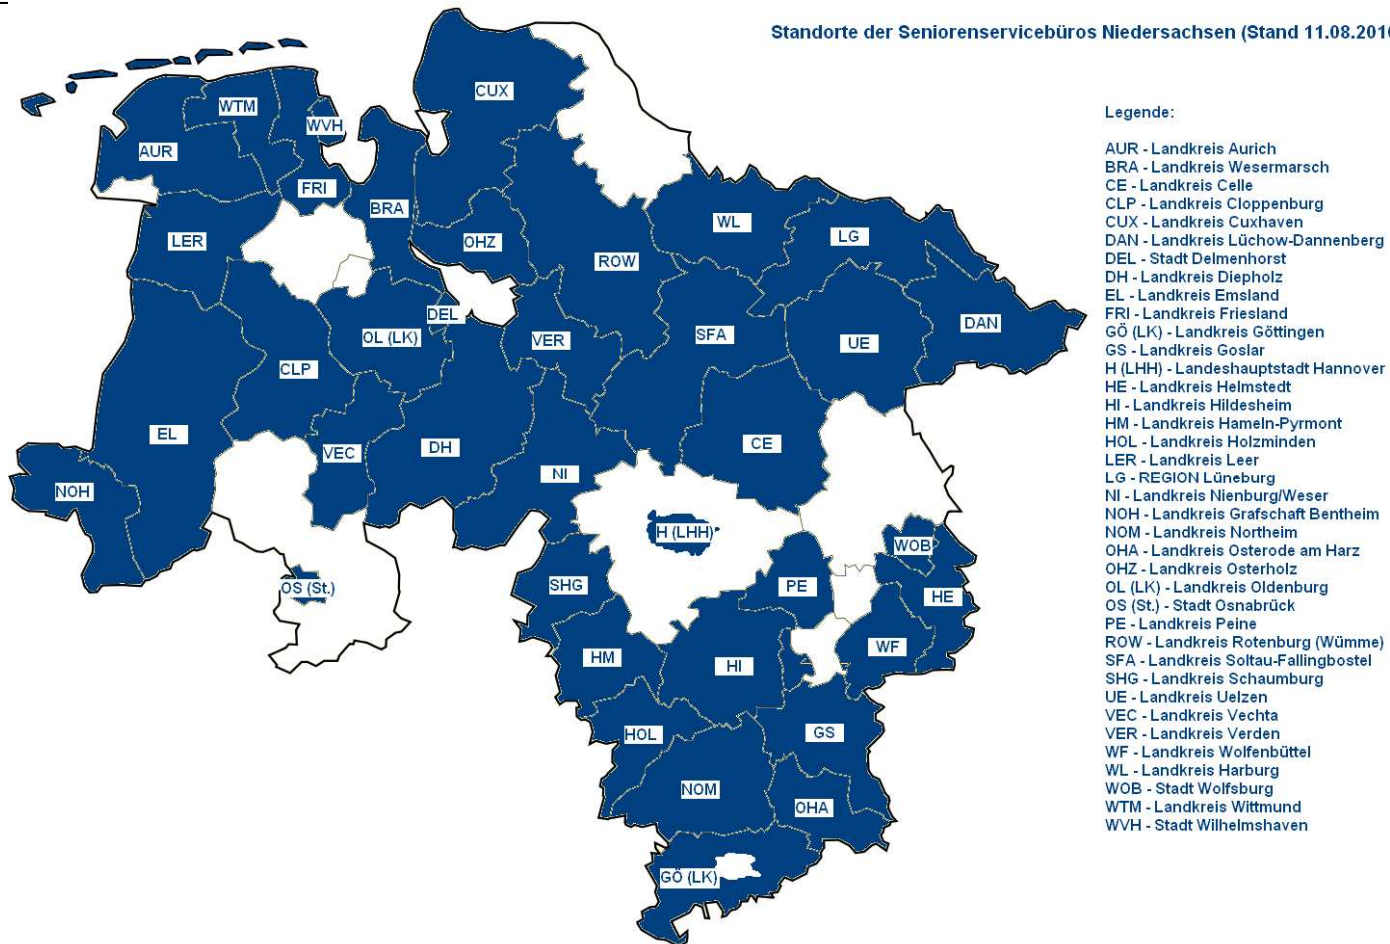 Standorte der Seniorenservicebüros Niedersachsen (Stand 11.08.2010
Legende:
AUR - Landkreis Aurich
BRA - Landkreis Wesermarsch
CE - Landkreis Celle
CLP - Landkreis Cloppenburg
CUX - Landkreis Cuxhaven
DAN - Landkreis Lüchow-Dannenberg
DEL - Stadt Delmenhorst
DH - Landkreis Diepholz
EL - Landkreis Emsland
FRI - Landkreis Friesland
GÖ (LK) - Landkreis Göttingen
GS - Landkreis Goslar
H (LHH) - Landeshauptstadt Hannover
HE - Landkreis Helmstedt
HI - Landkreis Hildesheim
HM - Landkreis Hameln-Pyrmont
HOL - Landkreis Holzminden
LER - Landkreis Leer
LG - REGION Lüneburg
NI - Landkreis Nienburg/Weser
NOH - Landkreis Grafschaft Bentheim
NOM - Landkreis Northeim
OHA - Landkreis Osterode am Harz
OHZ - Landkreis Osterholz
OL (LK) - Landkreis Oldenburg
OS (St.) - Stadt Osnabrück
PE - Landkreis Peine
ROW - Landkreis Rotenburg (Wümme)
SFA - Landkreis Soltau-Fallingbostel
SHG - Landkreis Schaumburg
UE - Landkreis Uelzen
VEC - Landkreis Vechta
VER - Landkreis Verden
WF - Landkreis Wolfenbüttel
WL - Landkreis Harburg
WOB - Stadt Wolfsburg
WTM - Landkreis Wittmund
WVH - Stadt Wilhelmshaven
CUX
WTM
WVH
AUR
FRI
BRA
WL
LG
LER
OHZ
ROW
DEL
DAN
OL (LK)
VER
SFA
UE
CLP
EL
VEC
DH
CE
NI
NOH
H (LHH)
WOB
OS (St.)
SHG
PE
HE
HM
HI
WF
HOL
GS
NOM
OHA
GÖ (LK)